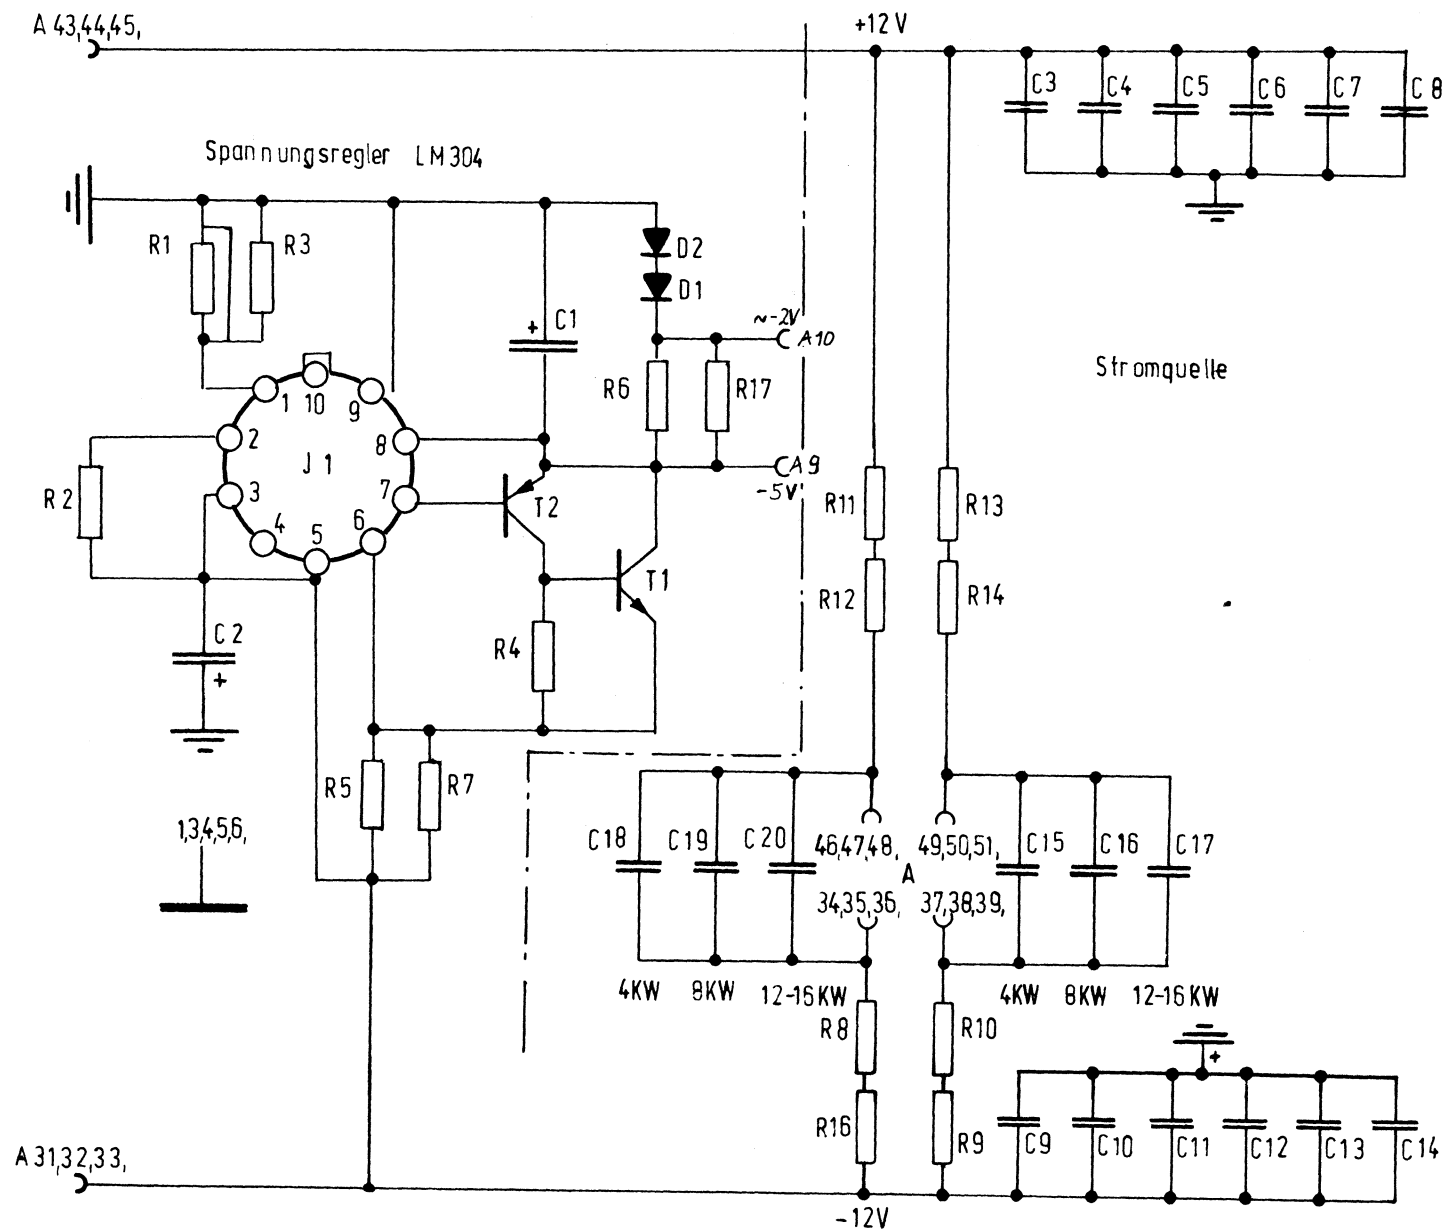 A 43,44,45,
+12V
C3
C4
C5
C6
C7
C8
Spannungsregler LM304
R1
R3
D2
D1
C1
~-2V
A10
R6
R17
Stromquelle
1
10
9
2
8
J1
A9
-5V
R2
3
7
T2
R11
R13
4
5
6
T1
R12
R14
C2
+
+
R4
R5
R7
1,3,4,5,6,
C18
C19
C20
46,47,48,
49,50,51,
C15
C16
C17
A
34,35,36,
37,38,39,
4KW
8KW
12-16KW
4KW
8KW
12-16KW
R8
R10
+
R16
R9
C9
C10
C11
C12
C13
C14
A 31,32,33,
-12V